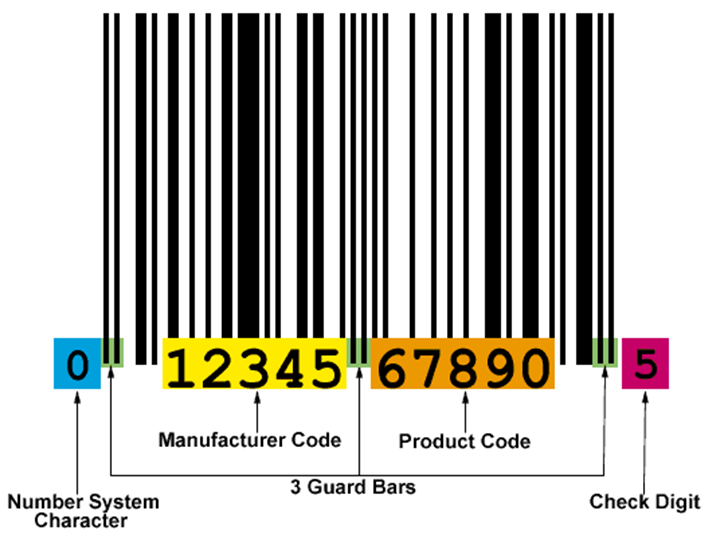 0 12345 67890 5
Manufacturer Code Product Code
3 Guard Bars
Number System
Character
Check Digit